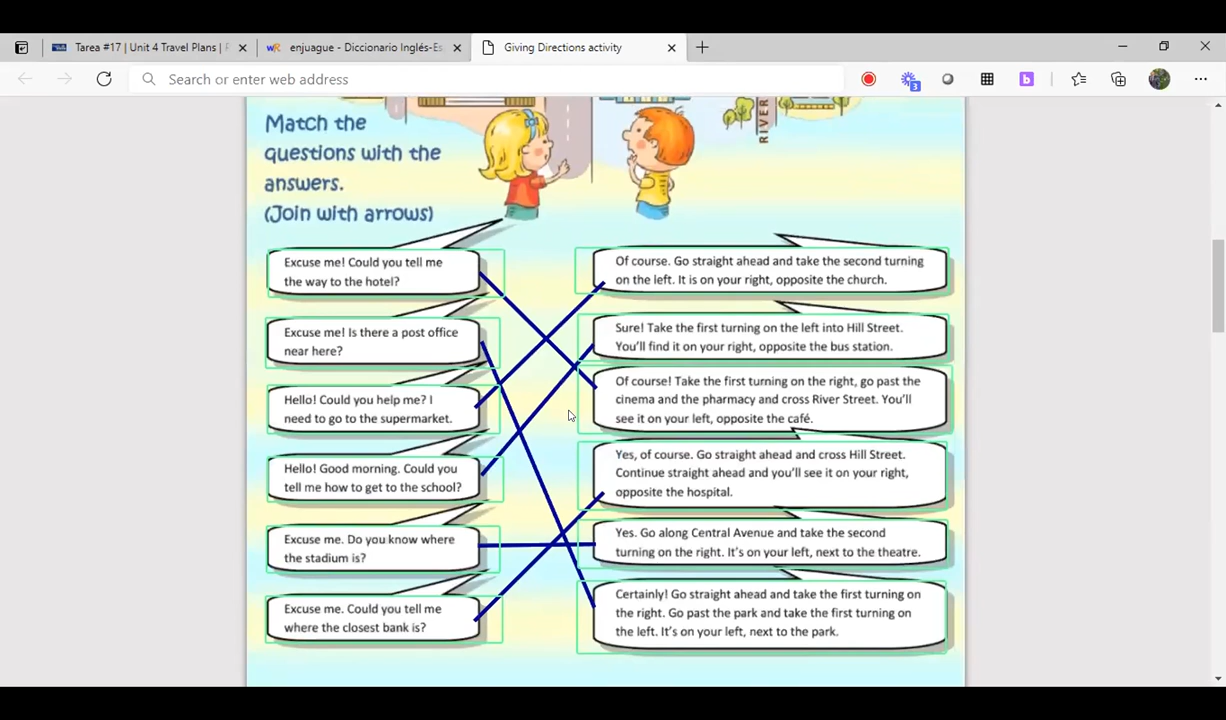 Tarea #17 | Unit 4 Travel Plans |
enjuague - Diccionario Inglés-Es
Giving Directions activity
Search or enter web address
3
RIVER
Match the
questions with the
answers.
(Join with arrows)
Excuse me! Could you tell me
the way to the hotel?
Excuse me! Is there a post office
near here?
Hello! Could you help me? I
need to go to the supermarket.
Hello! Good morning. Could you
tell me how to get to the school?
Excuse me. Do you know where
the stadium is?
Excuse me. Could you tell me
where the closest bank is?
Of course. Go straight ahead and take the second turning
on the left. It is on your right, opposite the church.
Sure! Take the first turning on the left into Hill Street.
You'll find it on your right, opposite the bus station.
Of course! Take the first turning on the right, go past the
cinema and the pharmacy and cross River Street. You'll
see it on your left, opposite the café.
Yes, of course. Go straight ahead and cross Hill Street.
Continue straight ahead and you'll see it on your right,
opposite the hospital.
Yes. Go along Central Avenue and take the second
turning on the right. It's on your left, next to the theatre.
Certainly! Go straight ahead and take the first turning on
the right. Go past the park and take the first turning on
the left. It's on your left, next to the park.